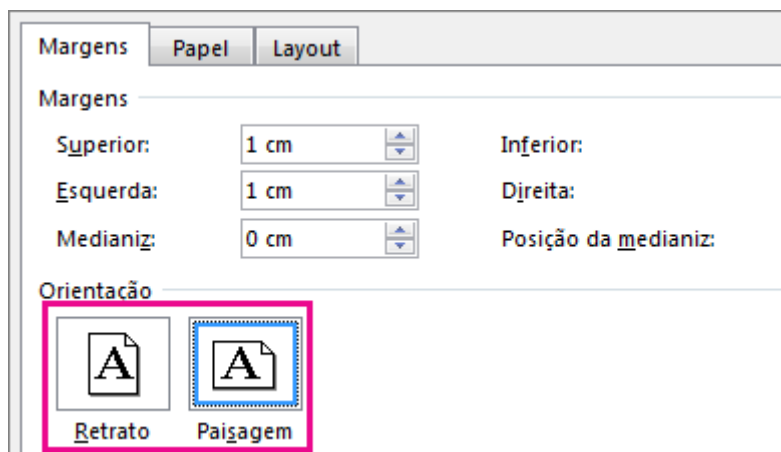 Margens Papel Layout
Margens
Superior: 1 cm Inferior:
Esquerda: 1 cm Direita:
Medianiz: 0 cm Posição da medianiz:
Orientação
A A
Retrato Paisagem